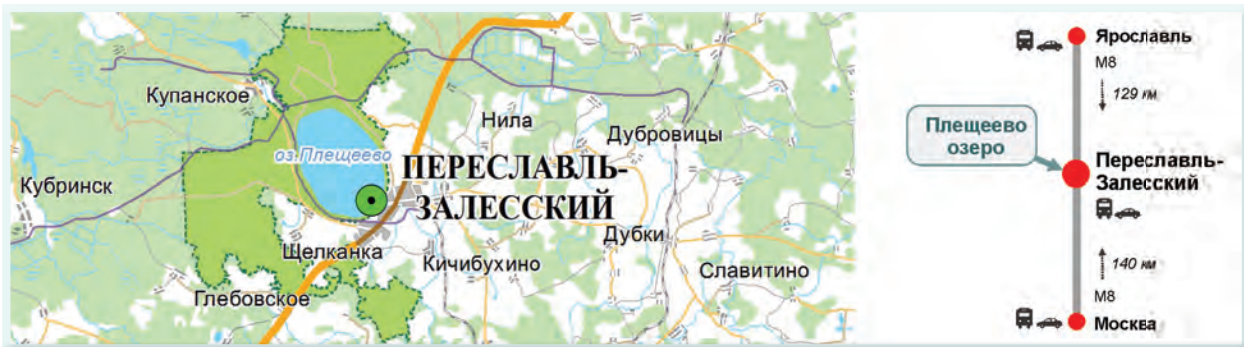 Купанское
Нила
Дубровицы
оз.Плещеево
ПЕРЕСЛАВЛЬ-
ЗАЛЕССКИЙ
Кубринск
Щелканка
Кичибухино
Дубки
Славитино
Глебовское
Ярославль
М8
129 км
Плещеево
озеро
Переславль-
Залесский
140 км
М8
Москва